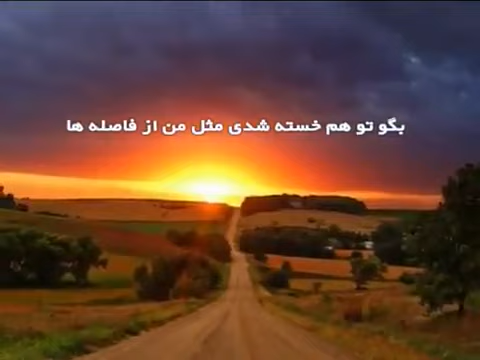 بگو تو هم خسته شدی مثل من از فاصله ها